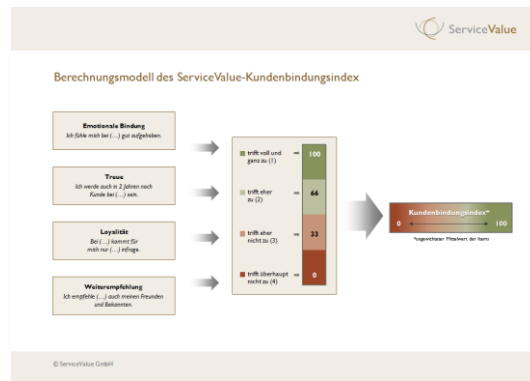 ServiceValue
Berechnungsmodell des ServiceValue-Kundenbindungsindex
Emotionale Bindung
Ich fühle mich bei (…) gut aufgehoben.
Treue
Ich werde auch in 2 Jahren noch
Kunde bei (…) sein.
Loyalität
Bei (…) kommt für
mich nur (…) infrage.
Weiterempfehlung
Ich empfehle (…) auch meinen Freunden
und Bekannten.
trifft voll und
ganz zu (1)
100
trifft eher
zu (2)
66
trifft eher
nicht zu (3)
33
trifft überhaupt
nicht zu (4)
0
Kundenbindungsindex*
0
100
*ungewichteter Mittelwert der Items
© ServiceValue GmbH